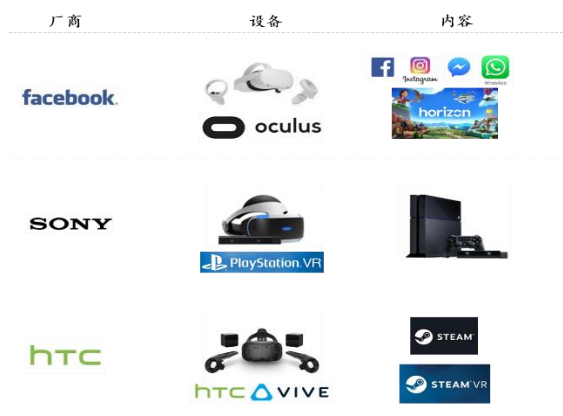 厂商 设备 内容
facebook.
oculus
Instagram
WhatsApp
horizon
SONY
PlayStation.VR
htc
htc VIVE
STEAM
STEAM VR